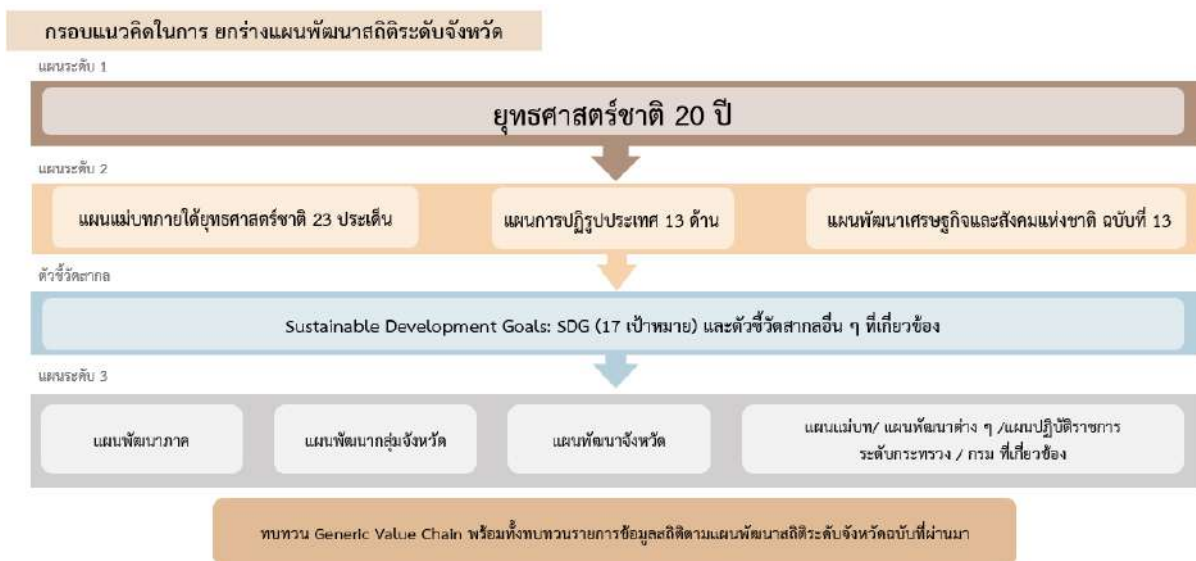 กรอบแนวคิดในการ ยกร่างแผนพัฒนาสถิติระดับจังหวัด
แผนระดับ 1
ยุทธศาสตร์ชาติ 20 ปี
แผนระดับ 2
แผนแม่บทภายใต้ยุทธศาสตร์ชาติ 23 ประเด็น
แผนการปฏิรูปประเทศ 13 ด้าน
แผนพัฒนาเศรษฐกิจและสังคมแห่งชาติ ฉบับที่ 13
ตัวชี้วัดสากล
Sustainable Development Goals: SDG (17 เป้าหมาย) และตัวชี้วัดสากลอื่น ๆ ที่เกี่ยวข้อง
แผนระดับ 3
แผนพัฒนาภาค
แผนพัฒนากลุ่มจังหวัด
แผนพัฒนาจังหวัด
แผนแม่บท/ แผนพัฒนาต่าง ๆ /แผนปฏิบัติราชการ
ระดับกระทรวง / กรม ที่เกี่ยวข้อง
ทบทวน Generic Value Chain พร้อมทั้งทบทวนรายการข้อมูลสถิติตามแผนพัฒนาสถิติระดับจังหวัดฉบับที่ผ่านมา